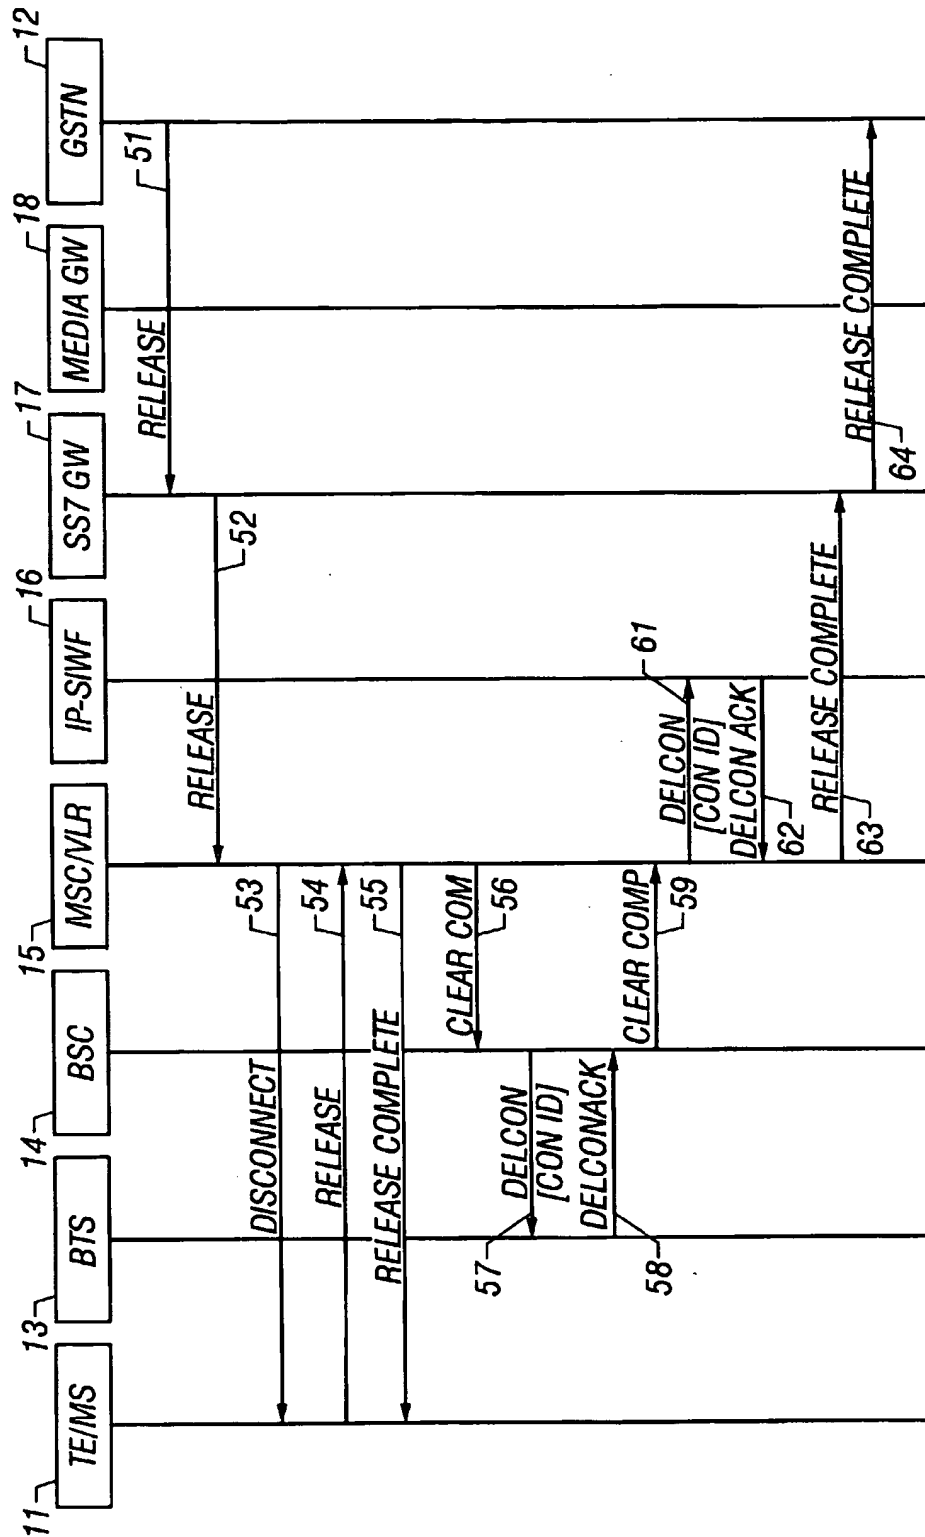 11
TE/MS
13
BTS
14
BSC
15
MSC/VLR
16
IP-SIWF
17
SS7 GW
18
MEDIA GW
12
GSTN
RELEASE
51
RELEASE
52
DISCONNECT
53
RELEASE
54
RELEASE COMPLETE
55
CLEAR COM
56
57
DELCON
[CON ID]
DELCONACK
58
CLEAR COMP
59
DELCON
61
[CON ID]
DELCON ACK
62
RELEASE COMPLETE
63
RELEASE COMPLETE
64